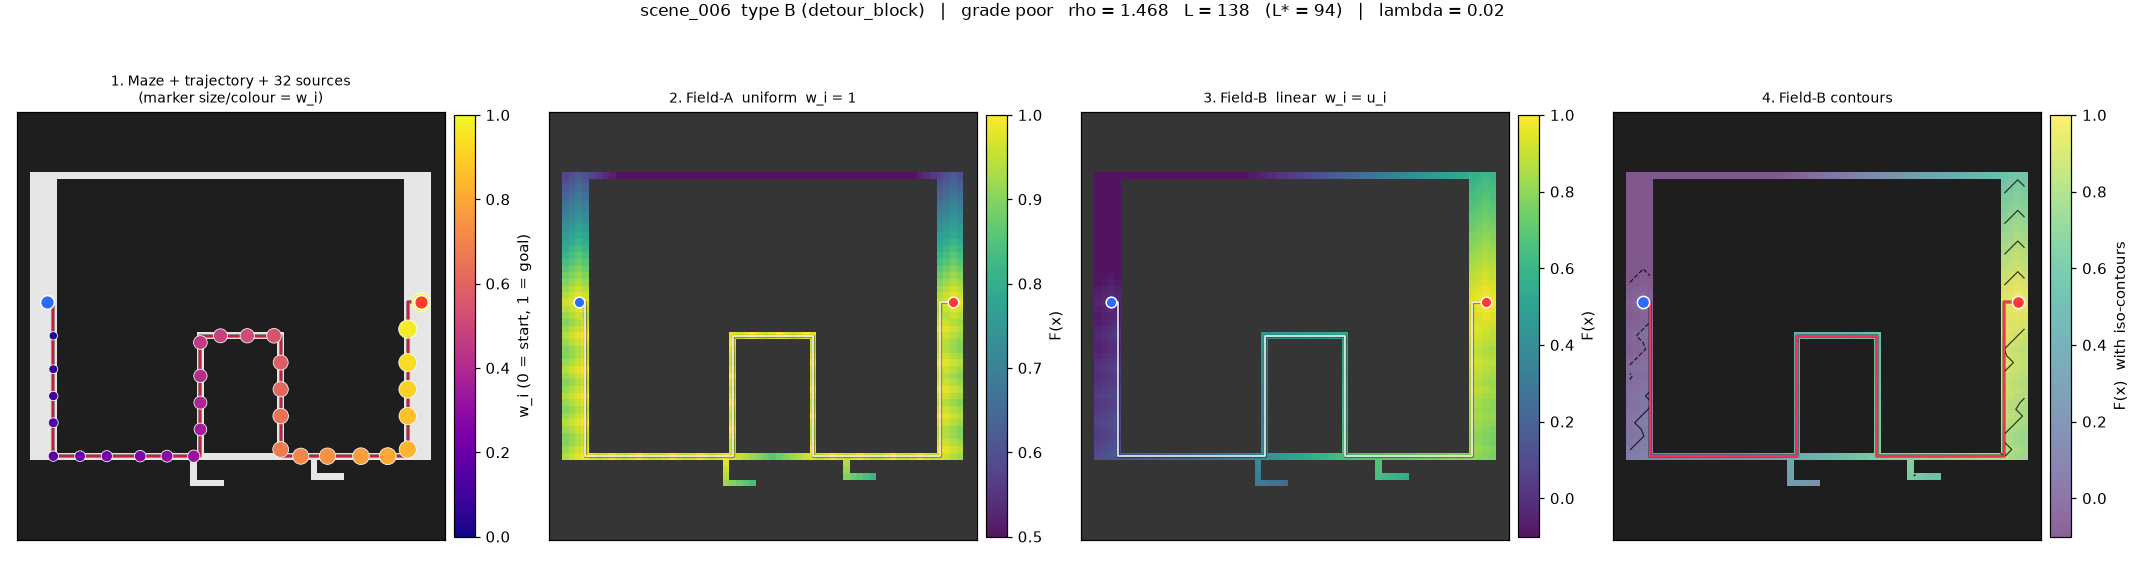 scene_006  type B (detour_block)   |   grade poor   rho = 1.468   L = 138   (L* = 94)   |   lambda = 0.02
1. Maze + trajectory + 32 sources
(marker size/colour = w_i)
1.0
0.8
0.6
0.4
0.2
0.0
w_i (0 = start, 1 = goal)
2. Field-A  uniform  w_i = 1
1.0
0.9
0.8
0.7
0.6
0.5
F(x)
3. Field-B  linear  w_i = u_i
1.0
0.8
0.6
0.4
0.2
0.0
F(x)
4. Field-B contours
1.0
0.8
0.6
0.4
0.2
0.0
F(x)  with iso-contours